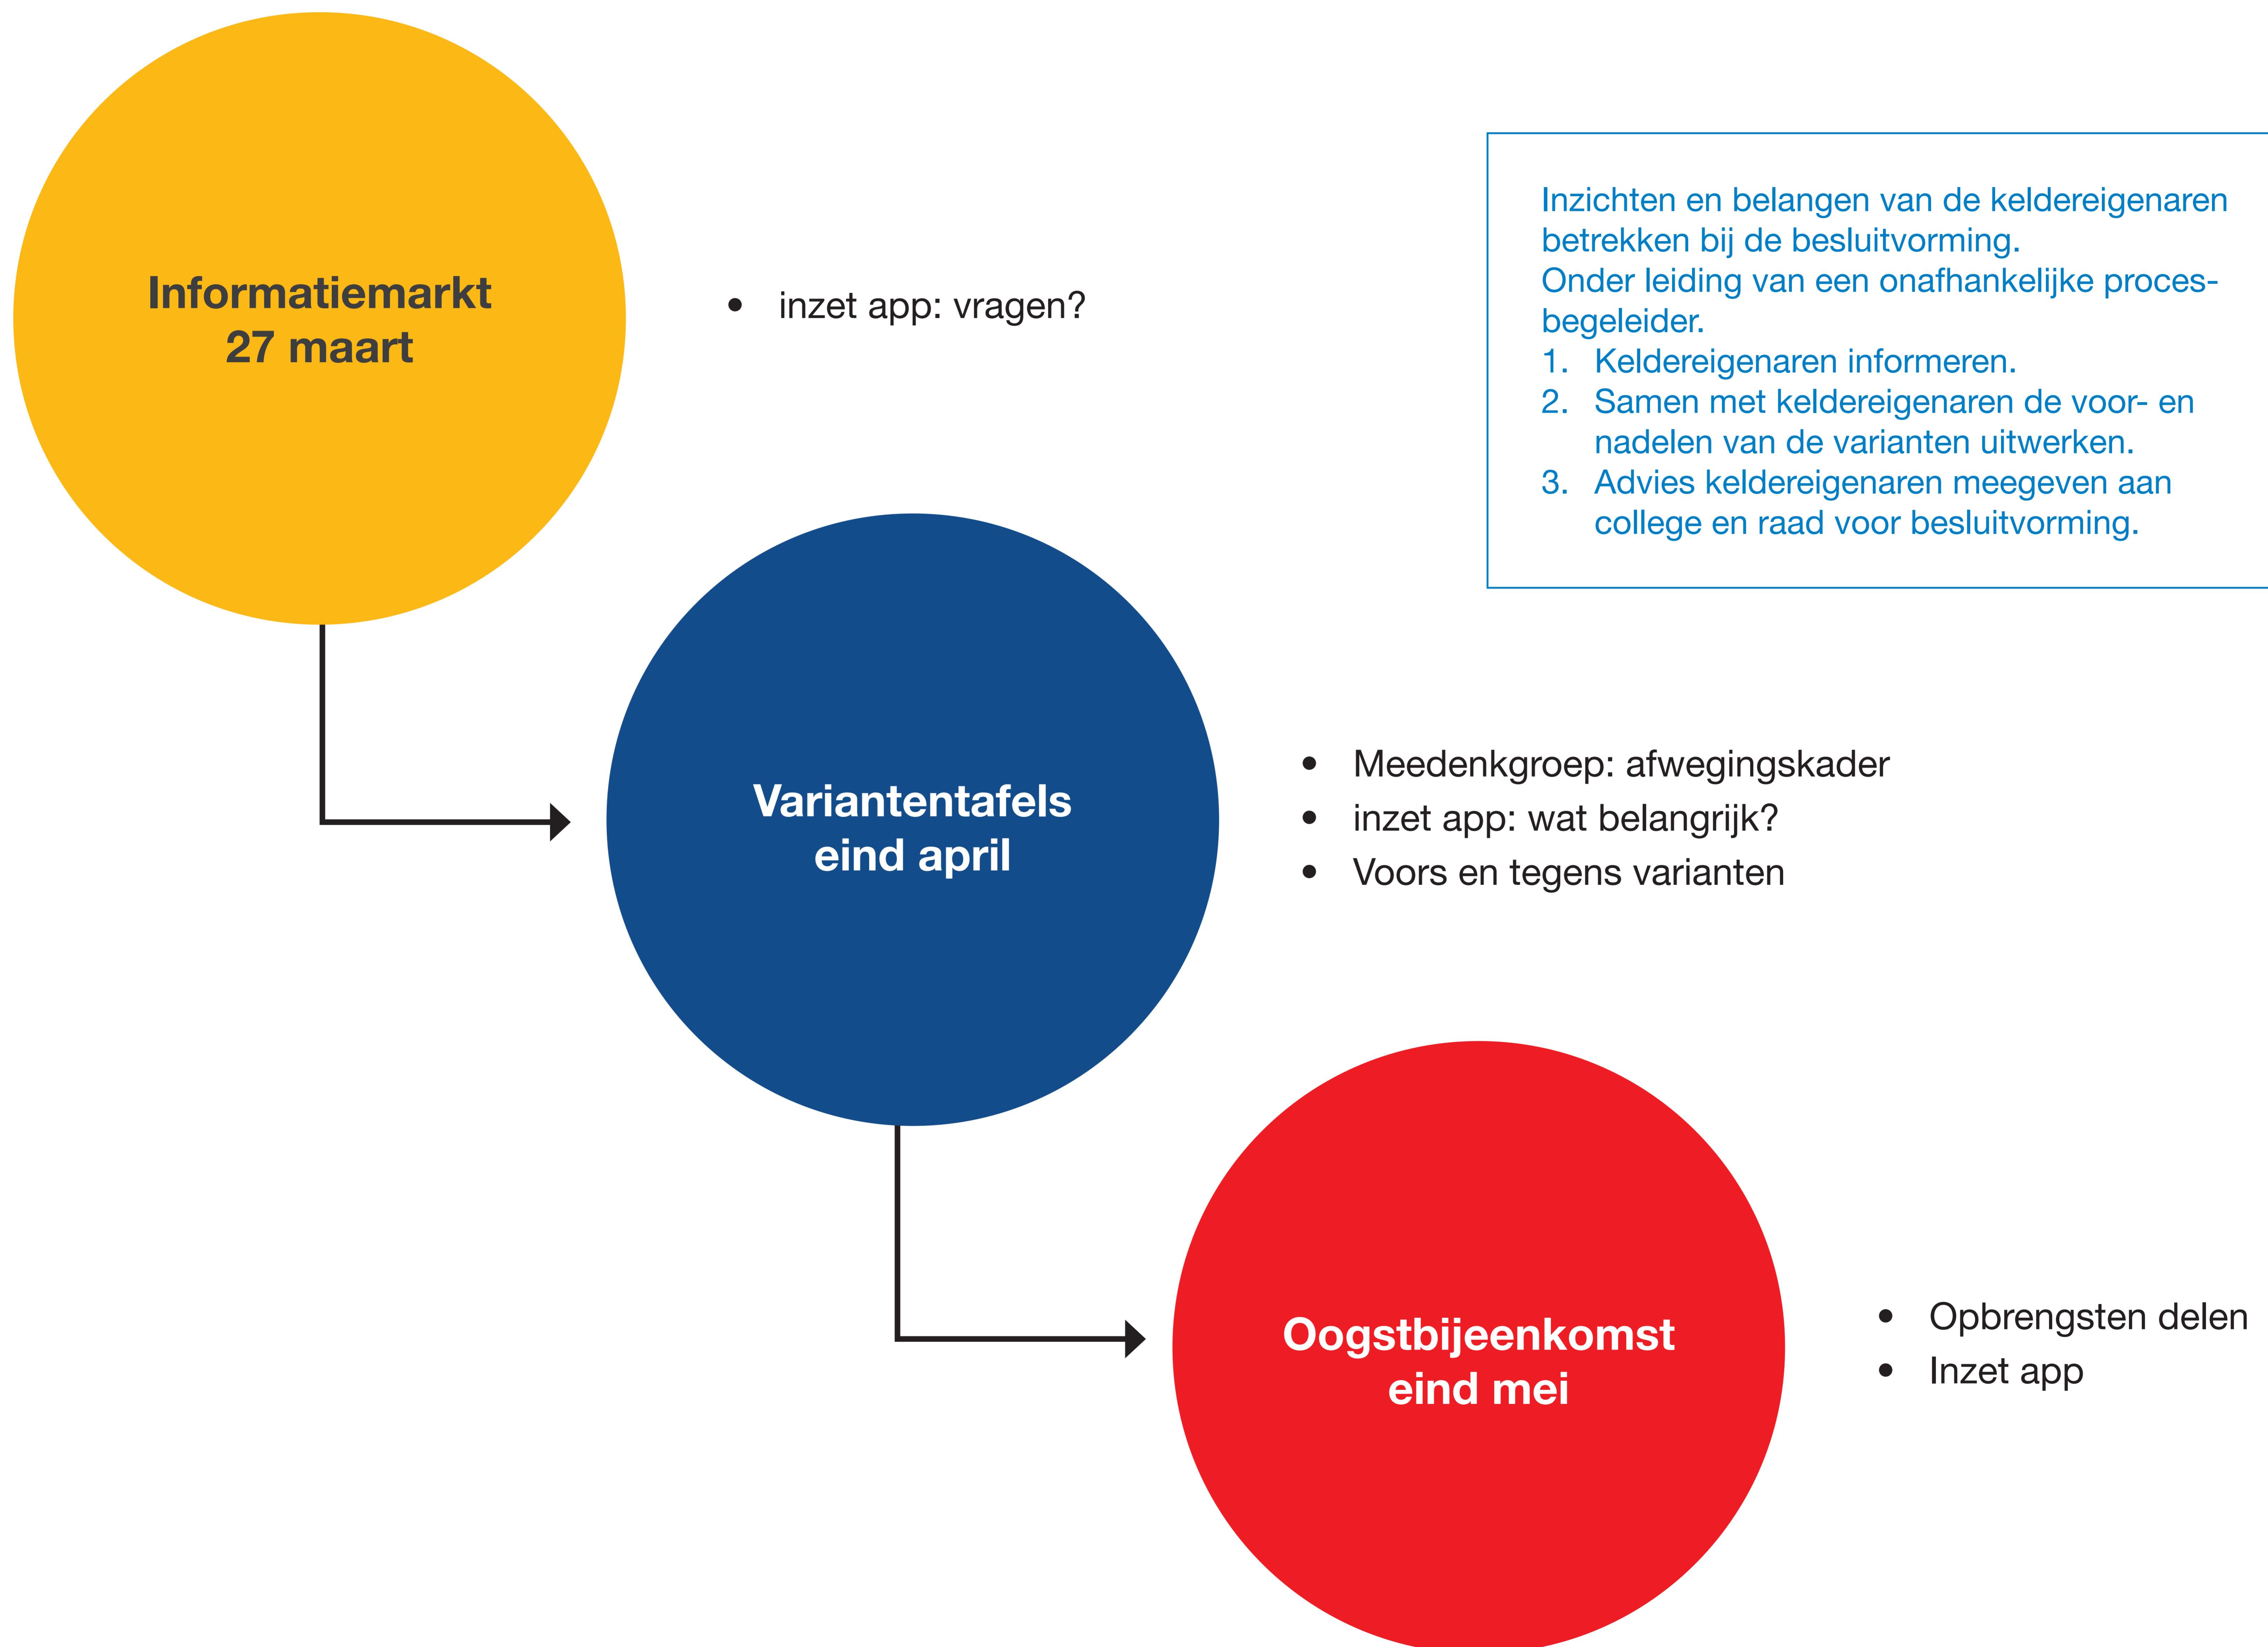 Informatiemarkt
27 maart
• inzet app: vragen?
Inzichten en belangen van de keldereigenaren
betrekken bij de besluitvorming.
Onder leiding van een onafhankelijke proces-
begeleider.
1. Keldereigenaren informeren.
2. Samen met keldereigenaren de voor- en
nadelen van de varianten uitwerken.
3. Advies keldereigenaren meegeven aan
college en raad voor besluitvorming.
Variantentafels
eind april
• Meedenkgroep: afwegingskader
• inzet app: wat belangrijk?
• Voors en tegens varianten
Oogstbijeenkomst
eind mei
• Opbrengsten delen
• Inzet app